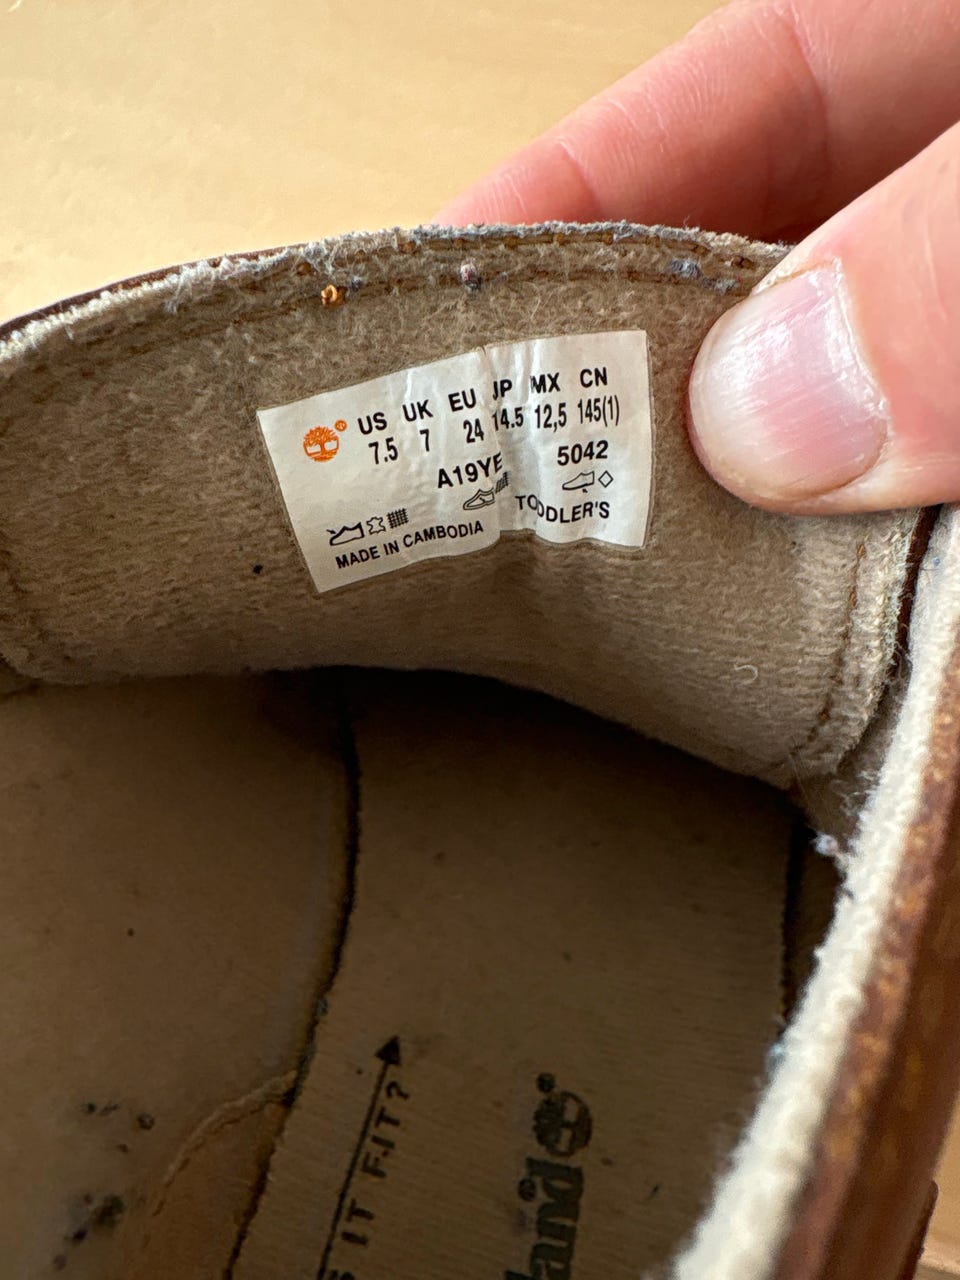 US UK EU JP MX CN
7.5 7 24 14.5 12,5 145(1)
A19YE 5042
MADE IN CAMBODIA TODDLER'S
IT FIT?
land